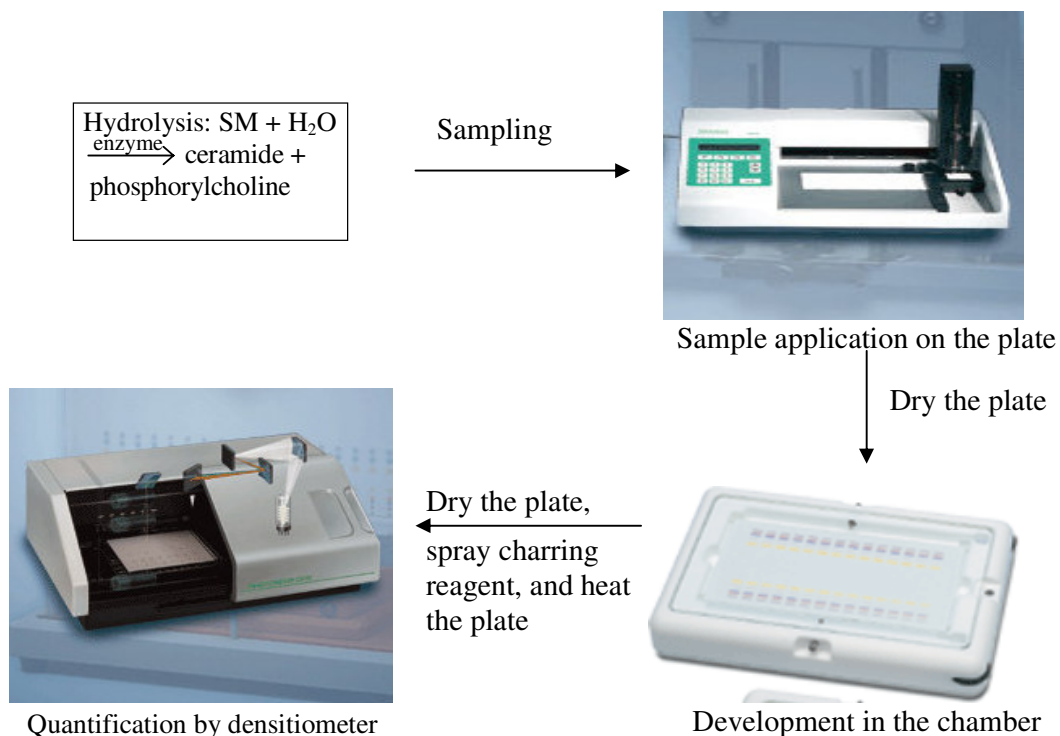 Hydrolysis: SM + H₂O
enzyme
ceramide +
phosphorylcholine
Sampling
Sample application on the plate
Dry the plate
Development in the chamber
Dry the plate,
spray charring
reagent, and heat
the plate
Quantification by densitiometer